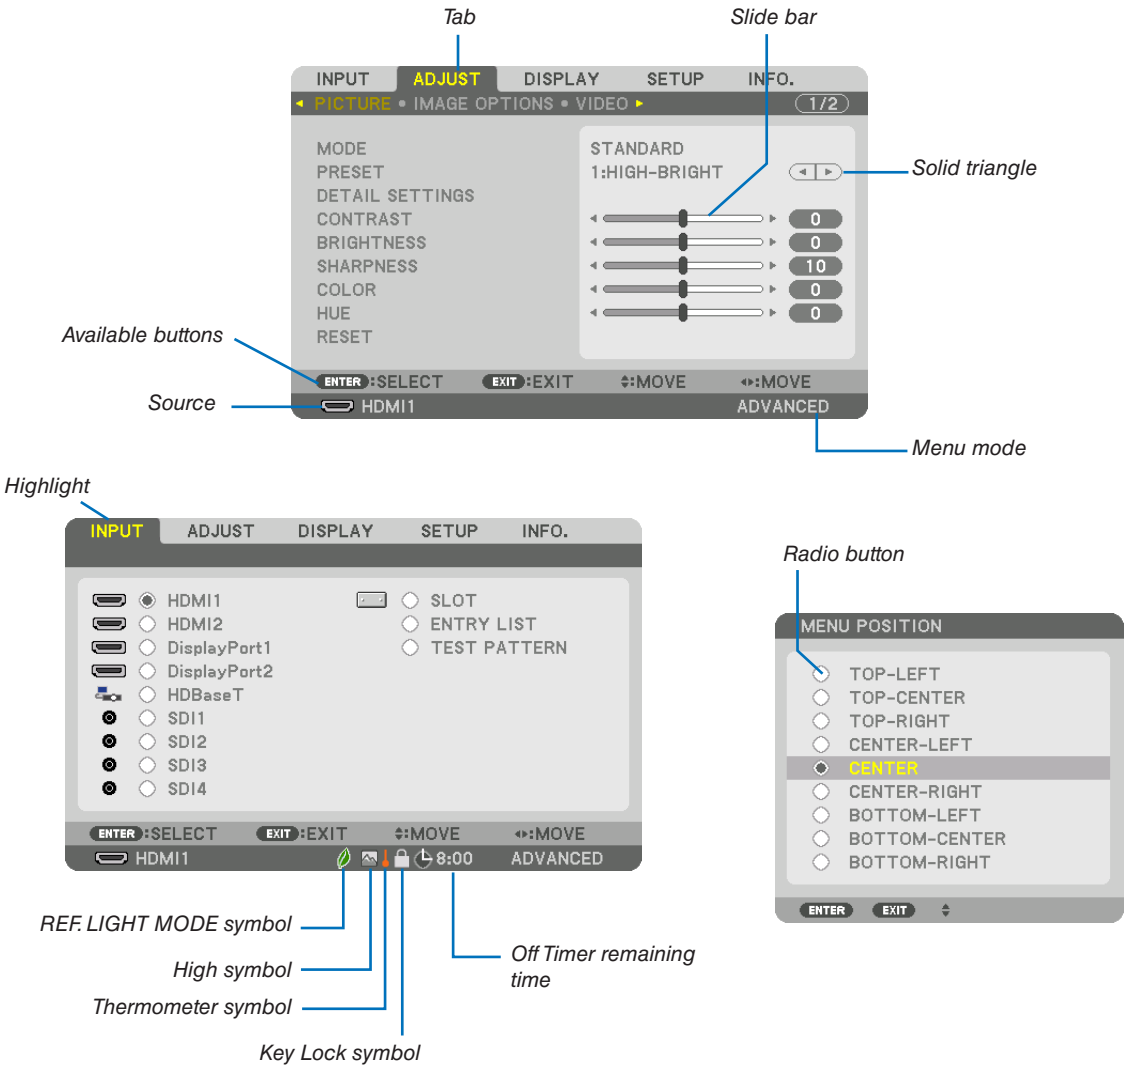 Tab
Slide bar
INPUT ADJUST DISPLAY SETUP INFO.
PICTURE • IMAGE OPTIONS • VIDEO 1/2
MODE STANDARD
PRESET 1:HIGH-BRIGHT
Solid triangle
DETAIL SETTINGS
CONTRAST 0
BRIGHTNESS 0
SHARPNESS 10
COLOR 0
HUE 0
RESET
Available buttons
ENTER:SELECT EXIT:EXIT :MOVE :MOVE
Source
HDMI1 ADVANCED
Menu mode
Highlight
INPUT ADJUST DISPLAY SETUP INFO.
HDMI1 SLOT
HDMI2 ENTRY LIST
DisplayPort1 TEST PATTERN
DisplayPort2
HDBaseT
SDI1
SDI2
SDI3
SDI4
ENTER:SELECT EXIT:EXIT :MOVE :MOVE
HDMI1 8:00 ADVANCED
REF. LIGHT MODE symbol
High symbol
Thermometer symbol
Key Lock symbol
Off Timer remaining
time
Radio button
MENU POSITION
TOP-LEFT
TOP-CENTER
TOP-RIGHT
CENTER-LEFT
CENTER
CENTER-RIGHT
BOTTOM-LEFT
BOTTOM-CENTER
BOTTOM-RIGHT
ENTER EXIT